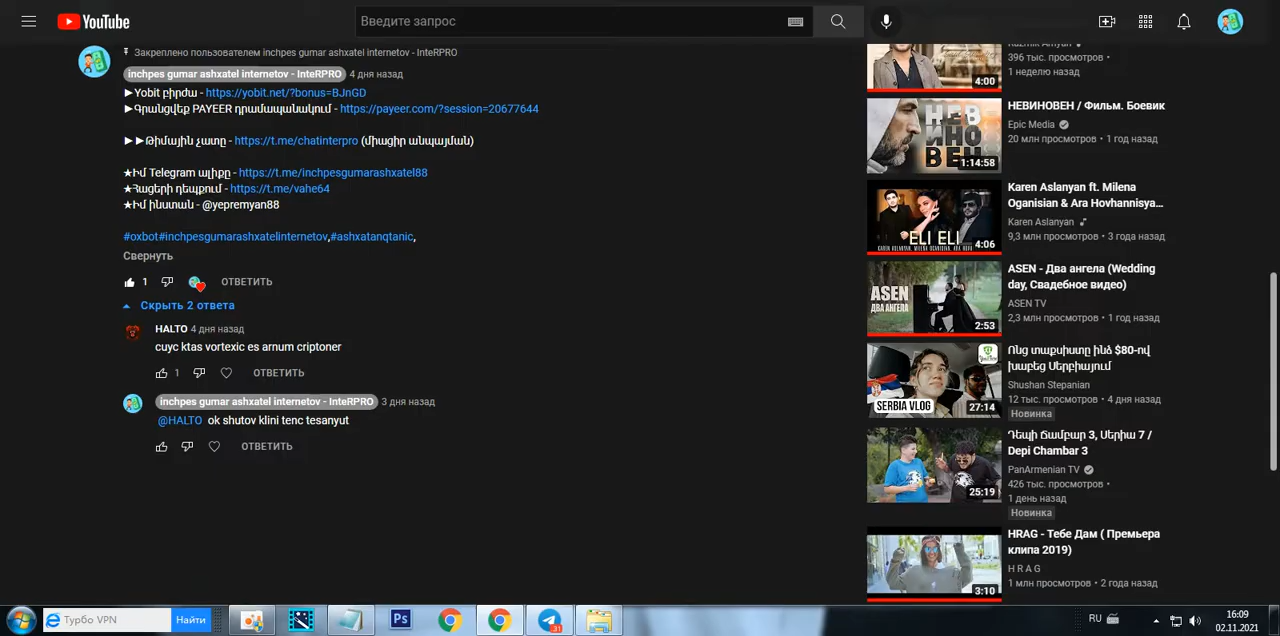 YouTube
Введите запрос
Закреплено пользователем inchpes gumar ashxatel internetov - InteRPRO
inchpes gumar ashxatel internetov - InteRPRO 4 дня назад
►Yobit բիրժա - https://yobit.net/?bonus=BJnGD
►Գրանցվեք PAYEER դրամապանակում - https://payeer.com/?session=20677644
►►Թիմային չատը - https://t.me/chatinterpro (միացիր անպայման)
★Իմ Telegram ալիքը - https://t.me/inchpesgumarashxatel88
★Հացերի դեպքում - https://t.me/vahe64
★Իմ ինստան - @yepremyan88
#oxbot#inchpesgumarashxatelinternetov,#ashxatanqtanic,
Свернуть
1 ОТВЕТИТЬ
Скрыть 2 ответа
HALTO 4 дня назад
cuyc ktas vortexic es arnum criptoner
1 ОТВЕТИТЬ
inchpes gumar ashxatel internetov - InteRPRO 3 дня назад
@HALTO ok shutov klini tenc tesanyut
ОТВЕТИТЬ
4:00
396 тыс. просмотров •
1 неделю назад
НЕВИНОВЕН
1:14:58
НЕВИНОВЕН / Фильм. Боевик
Epic Media
20 млн просмотров • 1 год назад
ELI ELI
KAREN ASLANYAN, MILENA OGANISIAN, ARA HOVHANNISYAN
4:06
Karen Aslanyan ft. Milena
Oganisian & Ara Hovhannisya...
Karen Aslanyan
9,3 млн просмотров • 3 года назад
ASEN
ДВА АНГЕЛА
2:53
ASEN - Два ангела (Wedding
day, Свадебное видео)
ASEN TV
2,3 млн просмотров • 1 год назад
SERBIA VLOG
27:14
Ոնց տաքսիստը ինձ $80-ով
խաբեց Սերբիայում
Shushan Stepanian
12 тыс. просмотров • 4 дня назад
Новинка
25:19
Դեպի Ճամբար 3, Սերիա 7 /
Depi Chambar 3
PanArmenian TV
426 тыс. просмотров •
1 день назад
Новинка
3:10
HRAG - Тебе Дам ( Премьера
клипа 2019)
H R A G
1 млн просмотров • 2 года назад
Турбо VPN
Найти
Ps
31
RU
16:09
02.11.2021